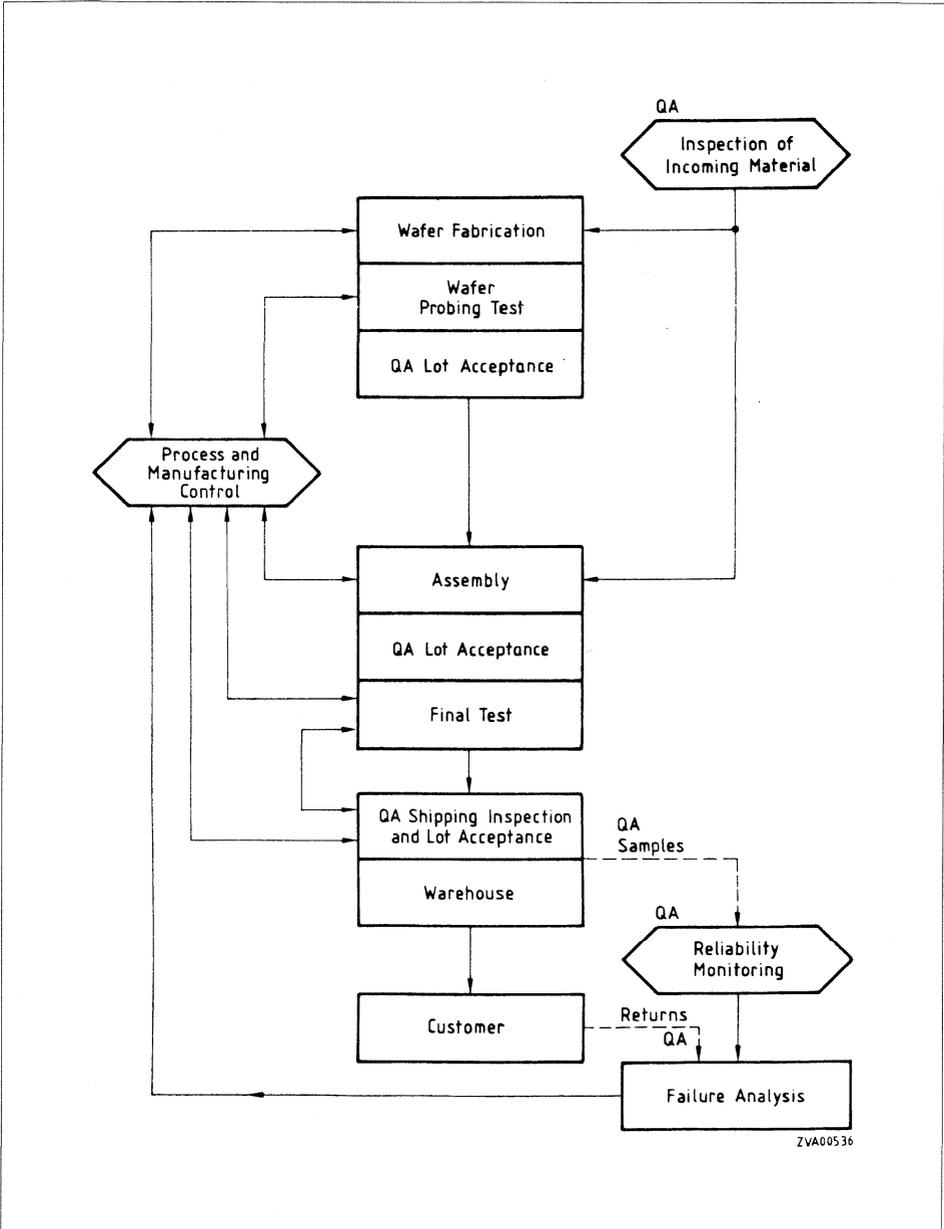 QA
Inspection of
Incoming Material
Wafer Fabrication
Wafer
Probing Test
QA Lot Acceptance
Process and
Manufacturing
Control
Assembly
QA Lot Acceptance
Final Test
QA Shipping Inspection
and Lot Acceptance
QA
Samples
Warehouse
QA
Reliability
Monitoring
Customer
Returns
QA
Failure Analysis
ZVA00536